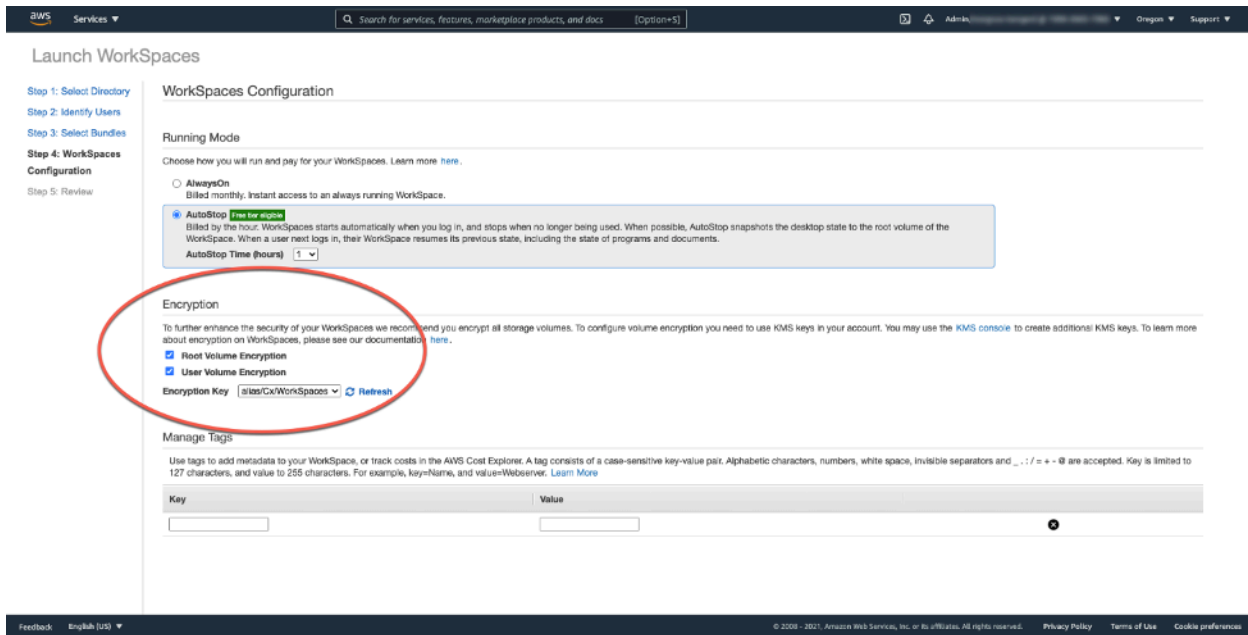 aws Services ▼ Search for services, features, marketplace products, and docs [Option+S] Admin Oregon ▼ Support ▼
Launch WorkSpaces
Step 1: Select Directory
Step 2: Identify Users
Step 3: Select Bundles
Step 4: WorkSpaces
Configuration
Step 5: Review
WorkSpaces Configuration
Running Mode
Choose how you will run and pay for your WorkSpaces. Learn more here.
AlwaysOn
Billed monthly. Instant access to an always running WorkSpace.
AutoStop Free tier eligible
Billed by the hour. WorkSpaces starts automatically when you log in, and stops when no longer being used. When possible, AutoStop snapshots the desktop state to the root volume of the
WorkSpace. When a user next logs in, their WorkSpace resumes its previous state, including the state of programs and documents.
AutoStop Time (hours) 1
Encryption
To further enhance the security of your WorkSpaces we recommend you encrypt all storage volumes. To configure volume encryption you need to use KMS keys in your account. You may use the KMS console to create additional KMS keys. To learn more
about encryption on WorkSpaces, please see our documentation here.
Root Volume Encryption
User Volume Encryption
Encryption Key alias/Cx/WorkSpaces Refresh
Manage Tags
Use tags to add metadata to your WorkSpace, or track costs in the AWS Cost Explorer. A tag consists of a case-sensitive key-value pair. Alphabetic characters, numbers, white space, invisible separators and _ . : / = + - @ are accepted. Key is limited to
127 characters, and value to 255 characters. For example, key=Name, and value=Webserver. Learn More
Key Value
Feedback English (US) ▼ © 2008 - 2021, Amazon Web Services, Inc. or its affiliates. All rights reserved. Privacy Policy Terms of Use Cookie preferences